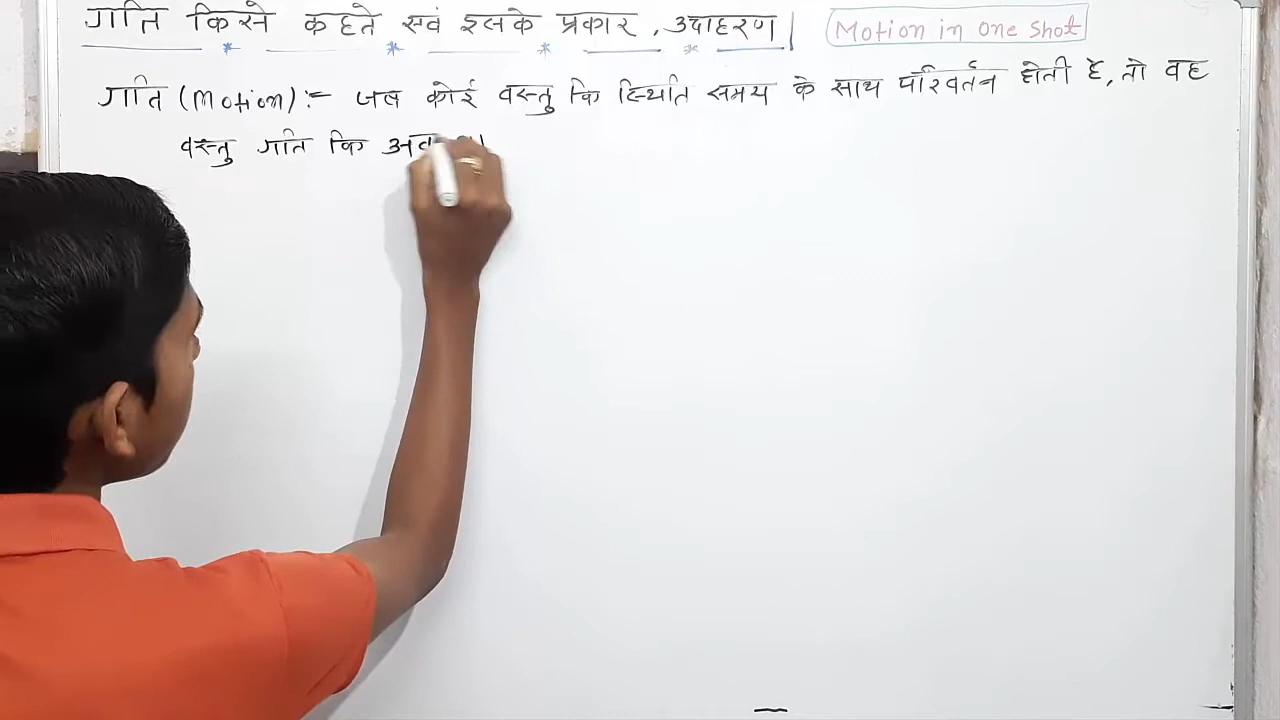 गति किसे कहते एवं इसके प्रकार, उदाहरण | Motion in One Shot
गति (Motion) :- जब कोई वस्तु कि स्थिति समय के साथ परिवर्तन होती है, तो वह
वस्तु गति कि